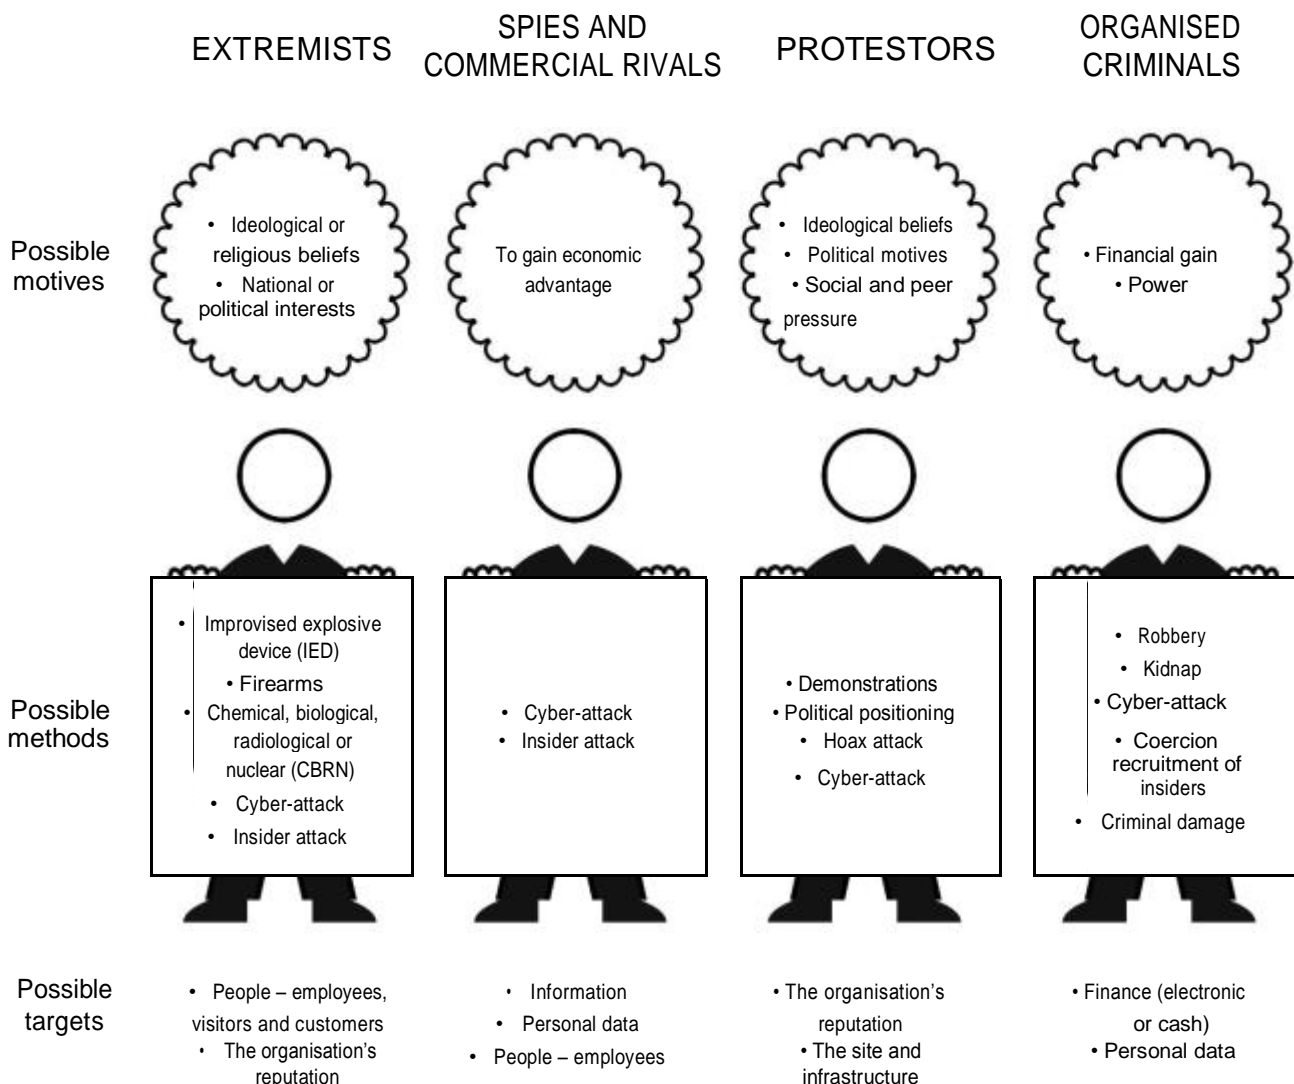 EXTREMISTS
SPIES AND
COMMERCIAL RIVALS
PROTESTORS
ORGANISED
CRIMINALS
Possible
motives
• Ideological or
religious beliefs
• National or
political interests
To gain economic
advantage
• Ideological beliefs
• Political motives
• Social and peer
pressure
• Financial gain
• Power
Possible
methods
• Improvised explosive
device (IED)
• Firearms
• Chemical, biological,
radiological or
nuclear (CBRN)
• Cyber-attack
• Insider attack
• Cyber-attack
• Insider attack
• Demonstrations
• Political positioning
• Hoax attack
• Cyber-attack
• Robbery
• Kidnap
• Cyber-attack
• Coercion
recruitment of
insiders
• Criminal damage
Possible
targets
• People – employees,
visitors and customers
• The organisation's
reputation
• Information
• Personal data
• People – employees
• The organisation's
reputation
• The site and
infrastructure
• Finance (electronic
or cash)
• Personal data